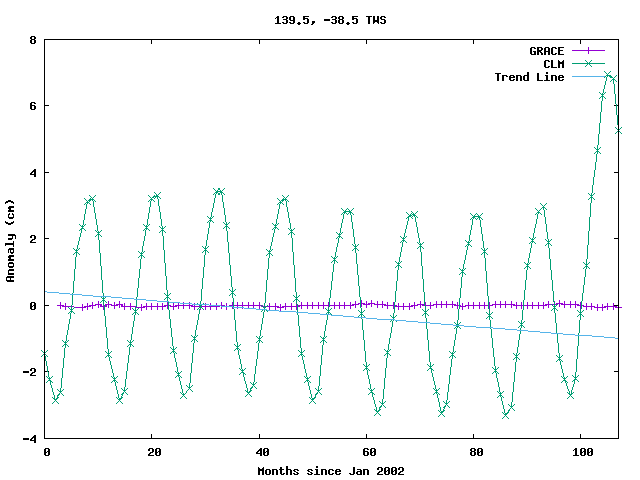 139.5, -38.5 TWS
GRACE
CLM
Trend Line
8
6
4
2
0
-2
-4
Anomaly (cm)
0 20 40 60 80 100
Months since Jan 2002